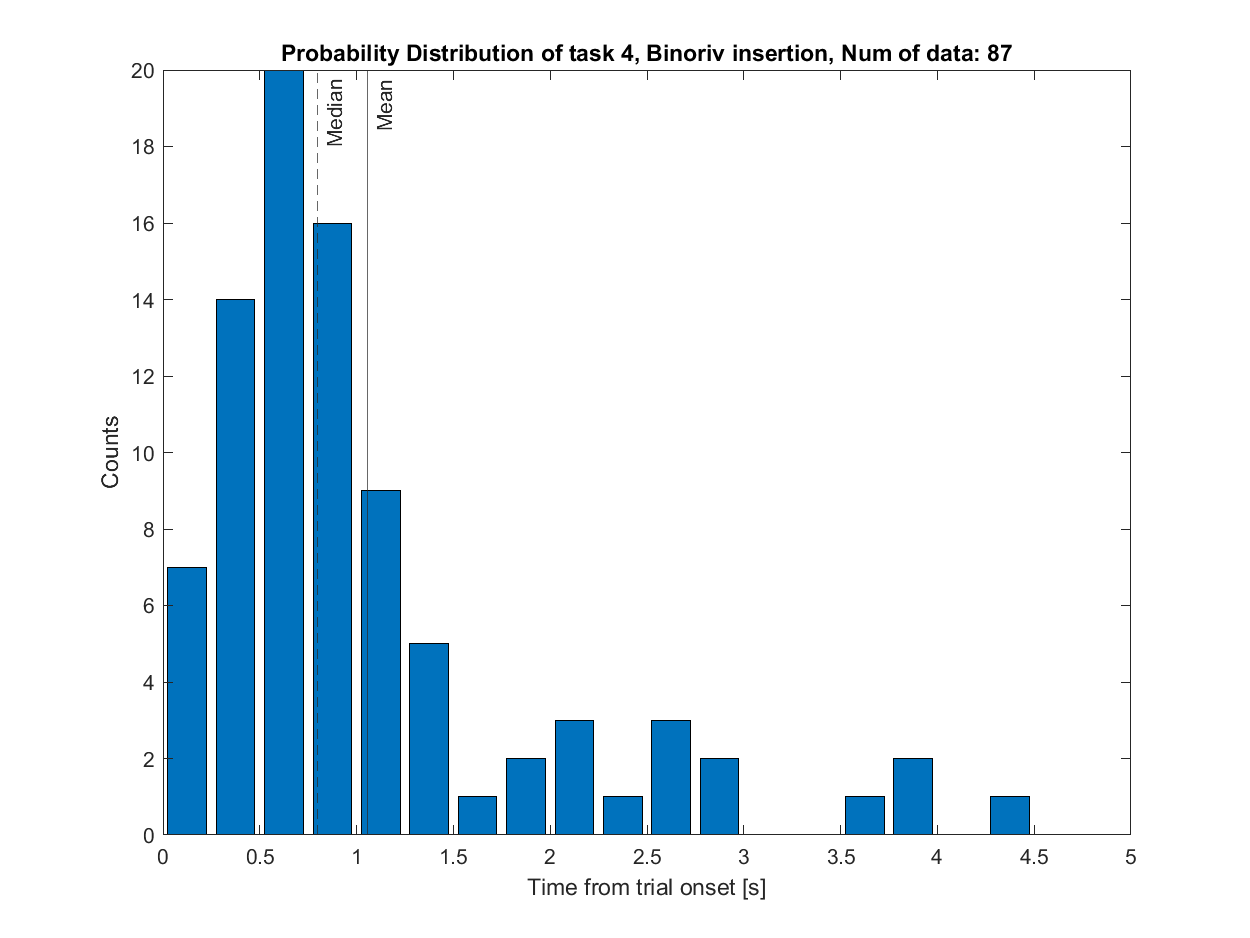 Probability Distribution of task 4, Binoriv insertion, Num of data: 87
20
18
16
14
12
10
8
6
4
2
0
Counts
Median
Mean
0 0.5 1 1.5 2 2.5 3 3.5 4 4.5 5
Time from trial onset [s]